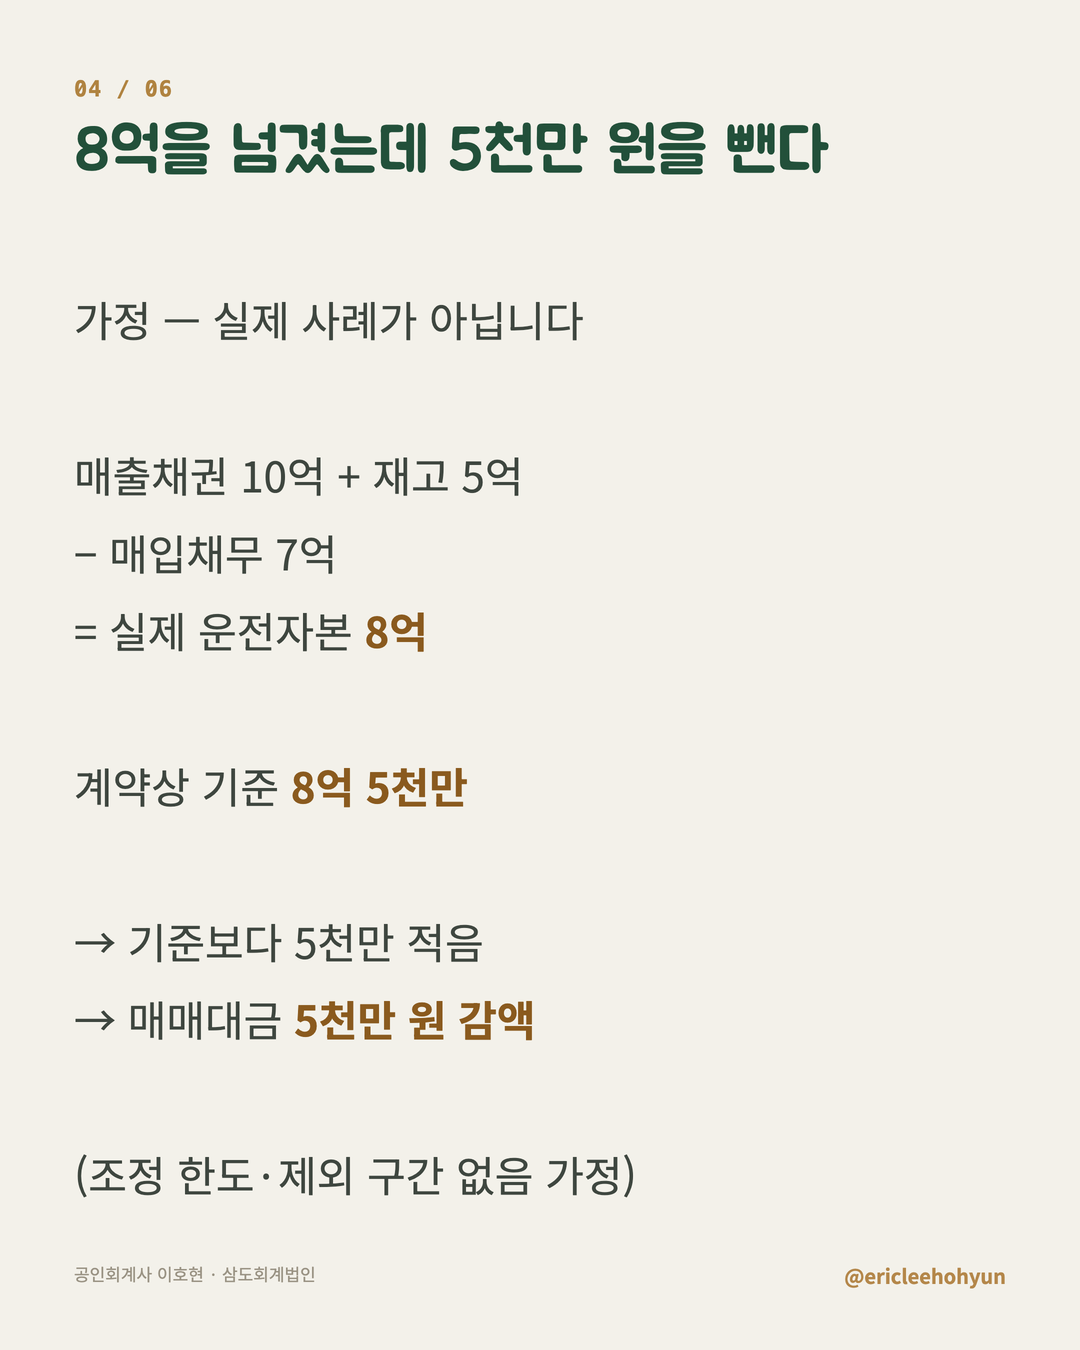 04 / 06
8억을 넘겼는데 5천만 원을 뺀다
가정 — 실제 사례가 아닙니다
매출채권 10억 + 재고 5억
− 매입채무 7억
= 실제 운전자본 8억
계약상 기준 8억 5천만
→ 기준보다 5천만 적음
→ 매매대금 5천만 원 감액
(조정 한도·제외 구간 없음 가정)
공인회계사 이호현 · 삼도회계법인
@ericleehohyun